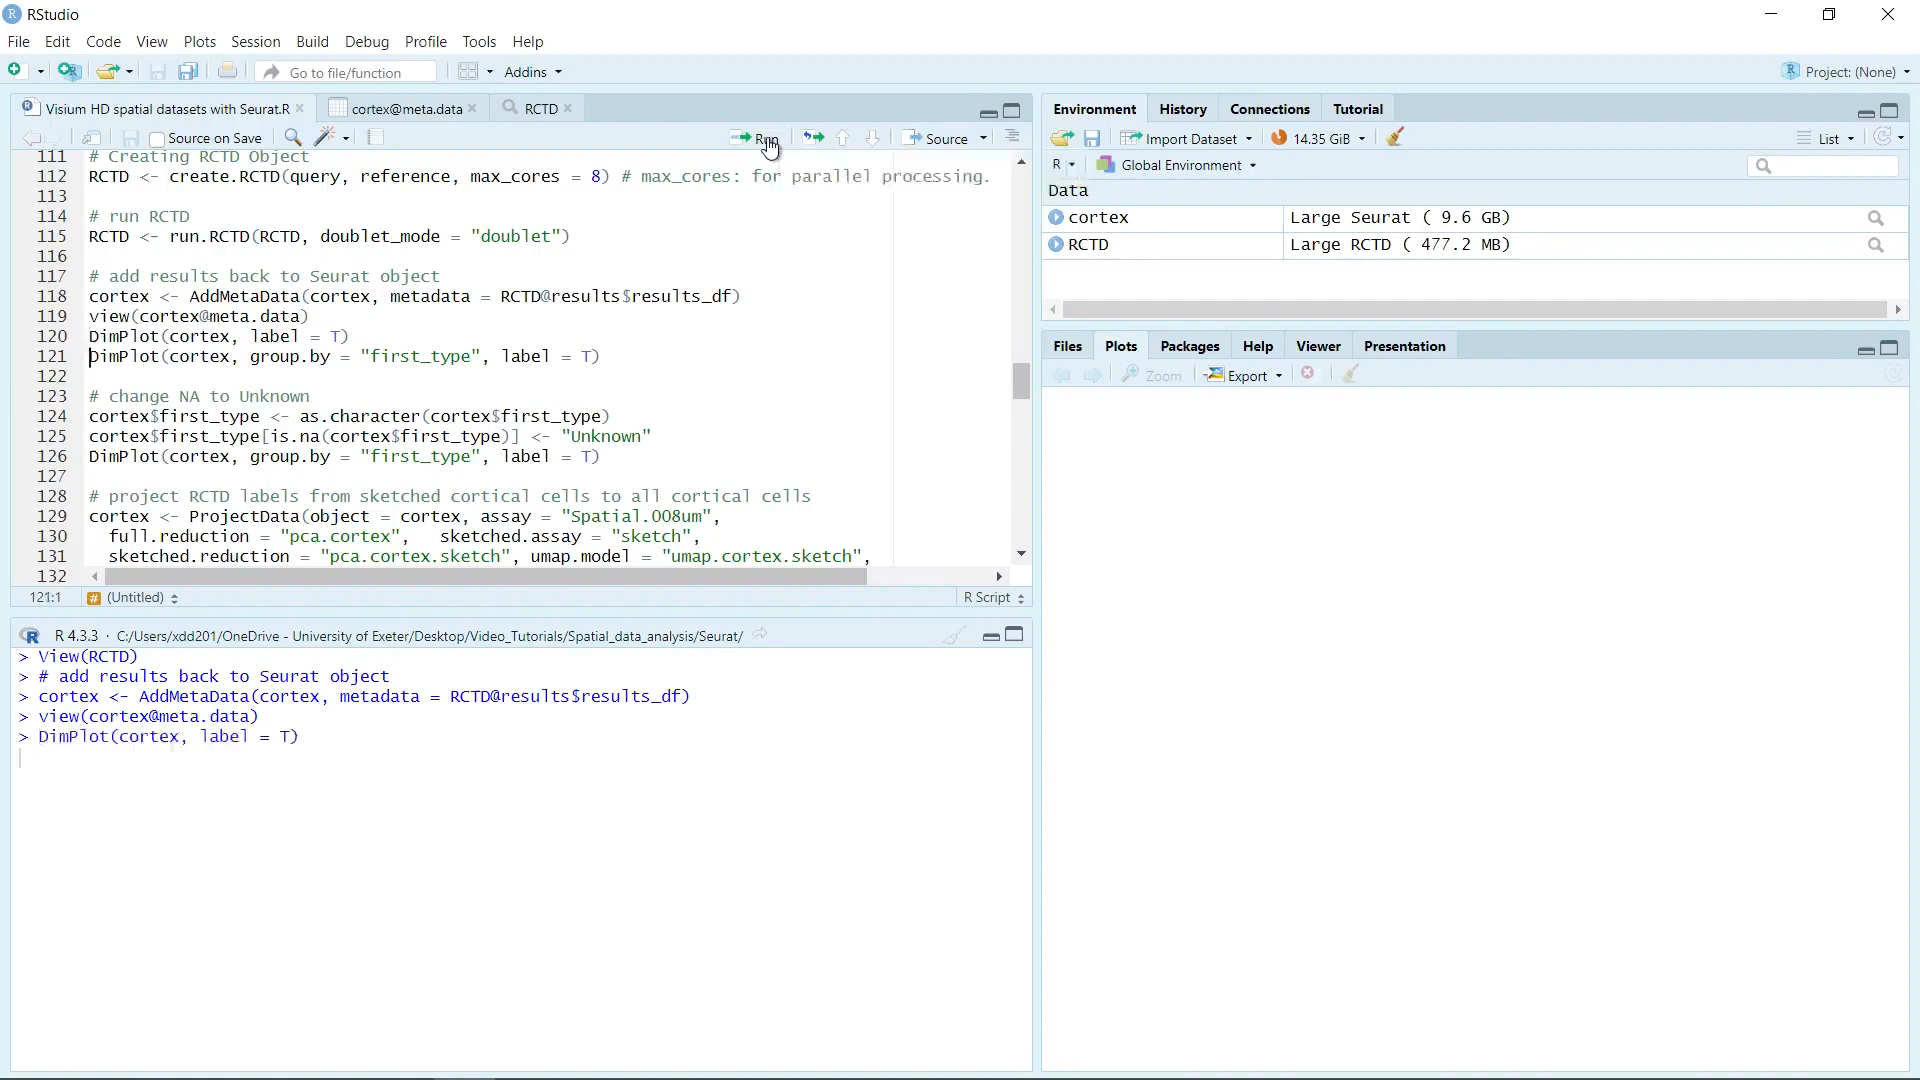 RStudio
File Edit Code View Plots Session Build Debug Profile Tools Help
Go to file/function Addins Project: (None)
Visium HD spatial datasets with Seurat.R cortex@meta.data RCTD
Source on Save Run Source
111 # Creating RCTD Object
112 RCTD <- create.RCTD(query, reference, max_cores = 8) # max_cores: for parallel processing.
113
114 # run RCTD
115 RCTD <- run.RCTD(RCTD, doublet_mode = "doublet")
116
117 # add results back to Seurat object
118 cortex <- AddMetaData(cortex, metadata = RCTD@results$results_df)
119 view(cortex@meta.data)
120 DimPlot(cortex, label = T)
121 DimPlot(cortex, group.by = "first_type", label = T)
122
123 # change NA to Unknown
124 cortex$first_type <- as.character(cortex$first_type)
125 cortex$first_type[is.na(cortex$first_type)] <- "Unknown"
126 DimPlot(cortex, group.by = "first_type", label = T)
127
128 # project RCTD labels from sketched cortical cells to all cortical cells
129 cortex <- ProjectData(object = cortex, assay = "Spatial.008um",
130 full.reduction = "pca.cortex", sketched.assay = "sketch",
131 sketched.reduction = "pca.cortex.sketch", umap.model = "umap.cortex.sketch",
132
121:1 (Untitled) R Script
R 4.3.3 · C:/Users/xdd201/OneDrive - University of Exeter/Desktop/Video_Tutorials/Spatial_data_analysis/Seurat/
> View(RCTD)
> # add results back to Seurat object
> cortex <- AddMetaData(cortex, metadata = RCTD@results$results_df)
> view(cortex@meta.data)
> DimPlot(cortex, label = T)
Environment History Connections Tutorial
Import Dataset 14.35 GiB List
R Global Environment
Data
cortex Large Seurat ( 9.6 GB)
RCTD Large RCTD ( 477.2 MB)
Files Plots Packages Help Viewer Presentation
Zoom Export